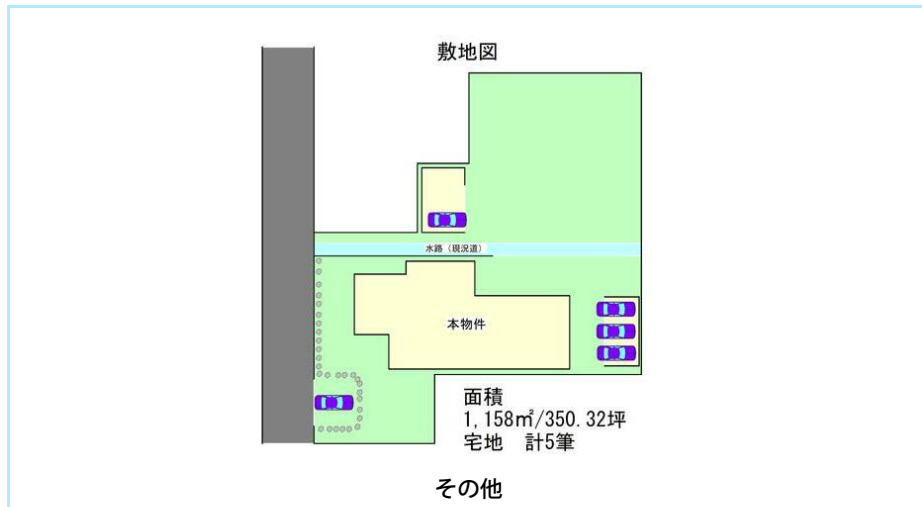 敷地図
水路（現況道）
本物件
面積
1,158㎡/350.32坪
宅地　計5筆
その他